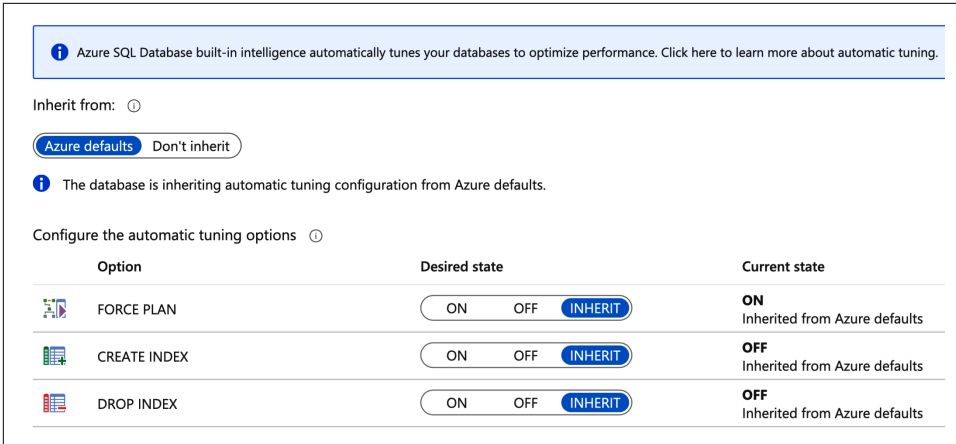 Azure SQL Database built-in intelligence automatically tunes your databases to optimize performance. Click here to learn more about automatic tuning.
Inherit from:
Azure defaults Don't inherit
The database is inheriting automatic tuning configuration from Azure defaults.
Configure the automatic tuning options
Option Desired state Current state
FORCE PLAN ON OFF INHERIT ON
Inherited from Azure defaults
CREATE INDEX ON OFF INHERIT OFF
Inherited from Azure defaults
DROP INDEX ON OFF INHERIT OFF
Inherited from Azure defaults